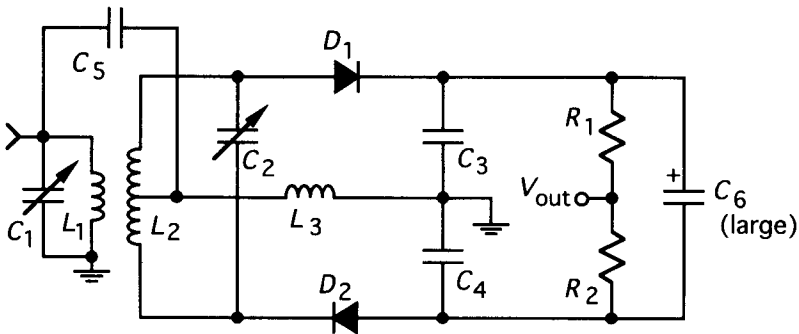 D1
C5
R1
C2
C3
+
Vout
C6
(large)
C1
L1
L2
L3
C4
D2
R2